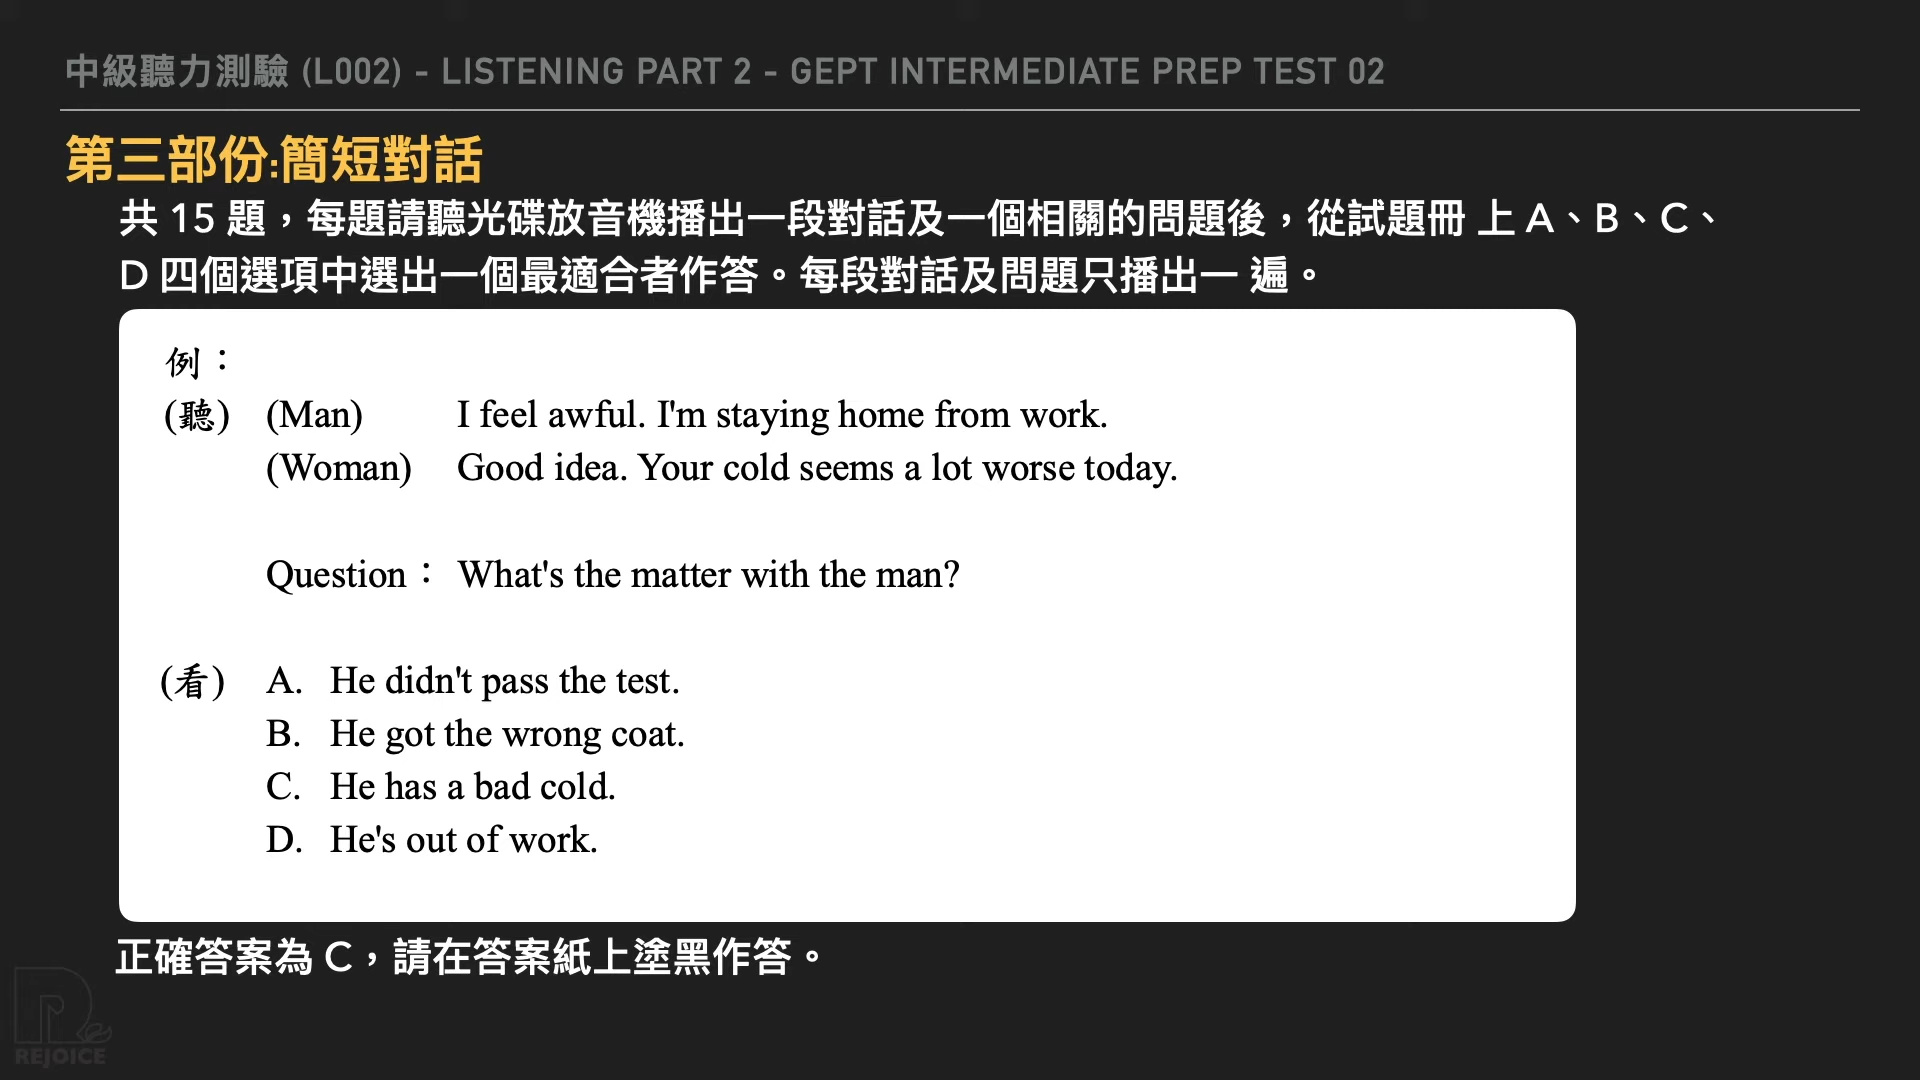 中級聽力測驗 (L002) - LISTENING PART 2 - GEPT INTERMEDIATE PREP TEST 02
第三部份:簡短對話
共 15 題，每題請聽光碟放音機播出一段對話及一個相關的問題後，從試題冊 上 A、B、C、
D 四個選項中選出一個最適合者作答。每段對話及問題只播出一 遍。
例：
(聽) (Man) I feel awful. I'm staying home from work.
(Woman) Good idea. Your cold seems a lot worse today.
Question： What's the matter with the man?
(看) A. He didn't pass the test.
B. He got the wrong coat.
C. He has a bad cold.
D. He's out of work.
正確答案為 C，請在答案紙上塗黑作答。
REJOICE